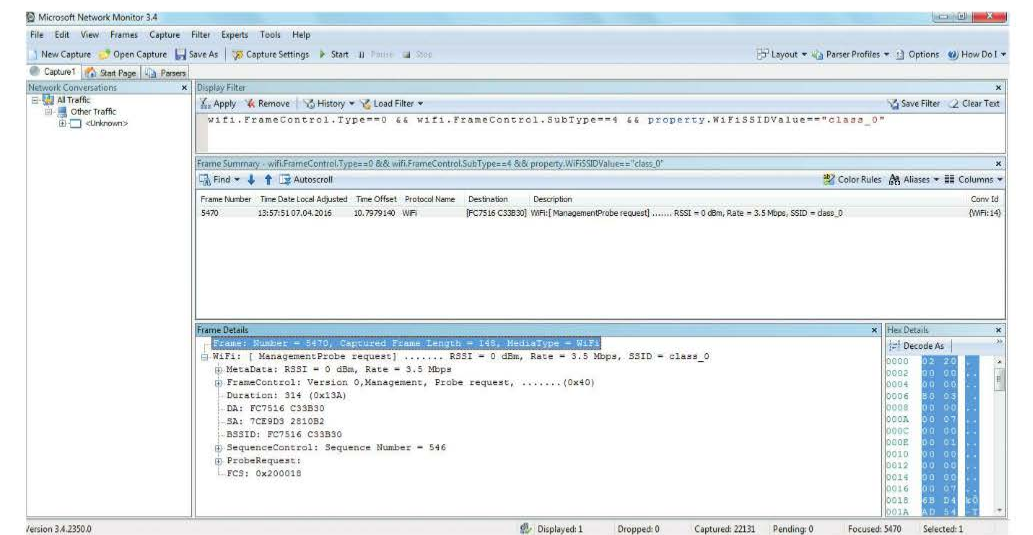 Microsoft Network Monitor 3.4
File Edit View Frames Capture Filter Experts Tools Help
New Capture Open Capture Save As Capture Settings Start Pause Stop Layout Parser Profiles Options How Do I
Capture1 Start Page Parsers
Network Conversations
All Traffic
Other Traffic
<Unknown>
Display Filter
Apply Remove History Load Filter Save Filter Clear Text
wifi.FrameControl.Type==0 && wifi.FrameControl.SubType==4 && property.WiFiSSIDValue=="class_0"
Frame Summary - wifi.FrameControl.Type==0 && wifi.FrameControl.SubType==4 && property.WiFiSSIDValue=="class_0"
Find Autoscroll Color Rules Aliases Columns
Frame Number Time Date Local Adjusted Time Offset Protocol Name Destination Description Conv Id
5470 13:57:51 07.04.2016 10.7979140 WiFi [FC7516 C33B30] WiFi:[ ManagementProbe request] ....... RSSI = 0 dBm, Rate = 3.5 Mbps, SSID = class_0 {WiFi:14}
Frame Details
Frame: Number = 5470, Captured Frame Length = 148, MediaType = WiFi
WiFi: [ ManagementProbe request] ....... RSSI = 0 dBm, Rate = 3.5 Mbps, SSID = class_0
MetaData: RSSI = 0 dBm, Rate = 3.5 Mbps
FrameControl: Version 0,Management, Probe request, .......(0x40)
Duration: 314 (0x13A)
DA: FC7516 C33B30
SA: 7CE9D3 2810B2
BSSID: FC7516 C33B30
SequenceControl: Sequence Number = 546
ProbeRequest:
FCS: 0x200018
Hex Details
Decode As
0000 02 20 .
0002 00 00 ..
0004 00 00 ..
0006 80 03 ..
0008 00 00 ..
000A 00 07 ..
000C 00 00 ..
000E 00 01 ..
0010 00 00 ..
0012 00 00 ..
0014 00 00 ..
0016 00 07 ..
0018 6B D4 kÔ
001A AD 54 -T
Version 3.4.2350.0 Displayed: 1 Dropped: 0 Captured: 22131 Pending: 0 Focused: 5470 Selected: 1